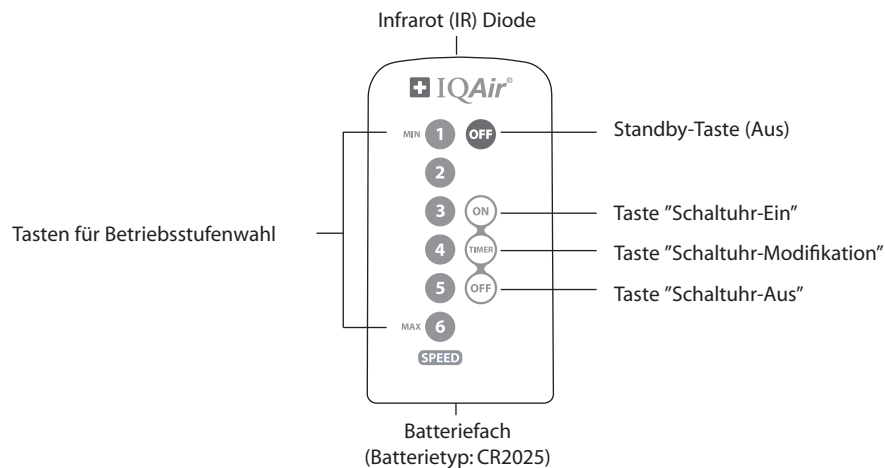 Infrarot (IR) Diode
IQAir®
MIN 1 OFF
Standby-Taste (Aus)
2
3 ON
Taste "Schaltuhr-Ein"
Tasten für Betriebsstufenwahl
4 TIMER
Taste "Schaltuhr-Modifikation"
5 OFF
Taste "Schaltuhr-Aus"
MAX 6
SPEED
Batteriefach
(Batterietyp: CR2025)